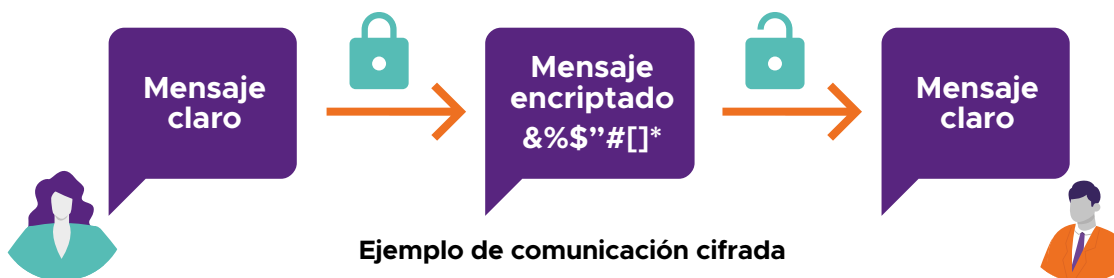 Mensaje
claro
Mensaje
encriptado
&%$”#[]*
Mensaje
claro
Ejemplo de comunicación cifrada